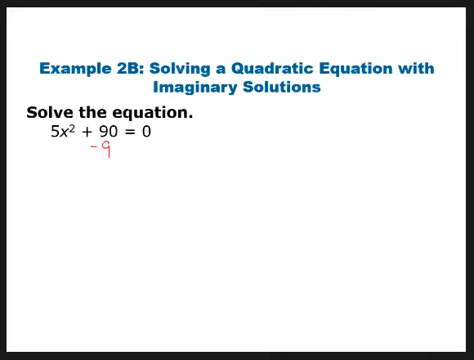 Example 2B: Solving a Quadratic Equation with
Imaginary Solutions
Solve the equation.
5x² + 90 = 0
-9